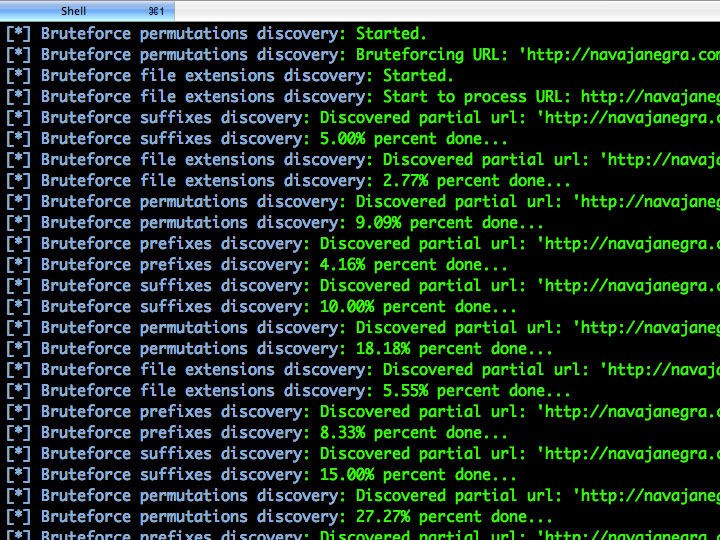 Shell ⌘1
[*] Bruteforce permutations discovery: Started.
[*] Bruteforce permutations discovery: Bruteforcing URL: 'http://navajanegra.com
[*] Bruteforce file extensions discovery: Started.
[*] Bruteforce file extensions discovery: Start to process URL: http://navajaneg
[*] Bruteforce suffixes discovery: Discovered partial url: 'http://navajanegra.c
[*] Bruteforce suffixes discovery: 5.00% percent done...
[*] Bruteforce file extensions discovery: Discovered partial url: 'http://navaja
[*] Bruteforce file extensions discovery: 2.77% percent done...
[*] Bruteforce permutations discovery: Discovered partial url: 'http://navajaneg
[*] Bruteforce permutations discovery: 9.09% percent done...
[*] Bruteforce prefixes discovery: Discovered partial url: 'http://navajanegra.c
[*] Bruteforce prefixes discovery: 4.16% percent done...
[*] Bruteforce suffixes discovery: Discovered partial url: 'http://navajanegra.c
[*] Bruteforce suffixes discovery: 10.00% percent done...
[*] Bruteforce permutations discovery: Discovered partial url: 'http://navajaneg
[*] Bruteforce permutations discovery: 18.18% percent done...
[*] Bruteforce file extensions discovery: Discovered partial url: 'http://navaja
[*] Bruteforce file extensions discovery: 5.55% percent done...
[*] Bruteforce prefixes discovery: Discovered partial url: 'http://navajanegra.c
[*] Bruteforce prefixes discovery: 8.33% percent done...
[*] Bruteforce suffixes discovery: Discovered partial url: 'http://navajanegra.c
[*] Bruteforce suffixes discovery: 15.00% percent done...
[*] Bruteforce permutations discovery: Discovered partial url: 'http://navajaneg
[*] Bruteforce permutations discovery: 27.27% percent done...
[*] Bruteforce prefixes discovery: Discovered partial url: 'http://navajanegra.c